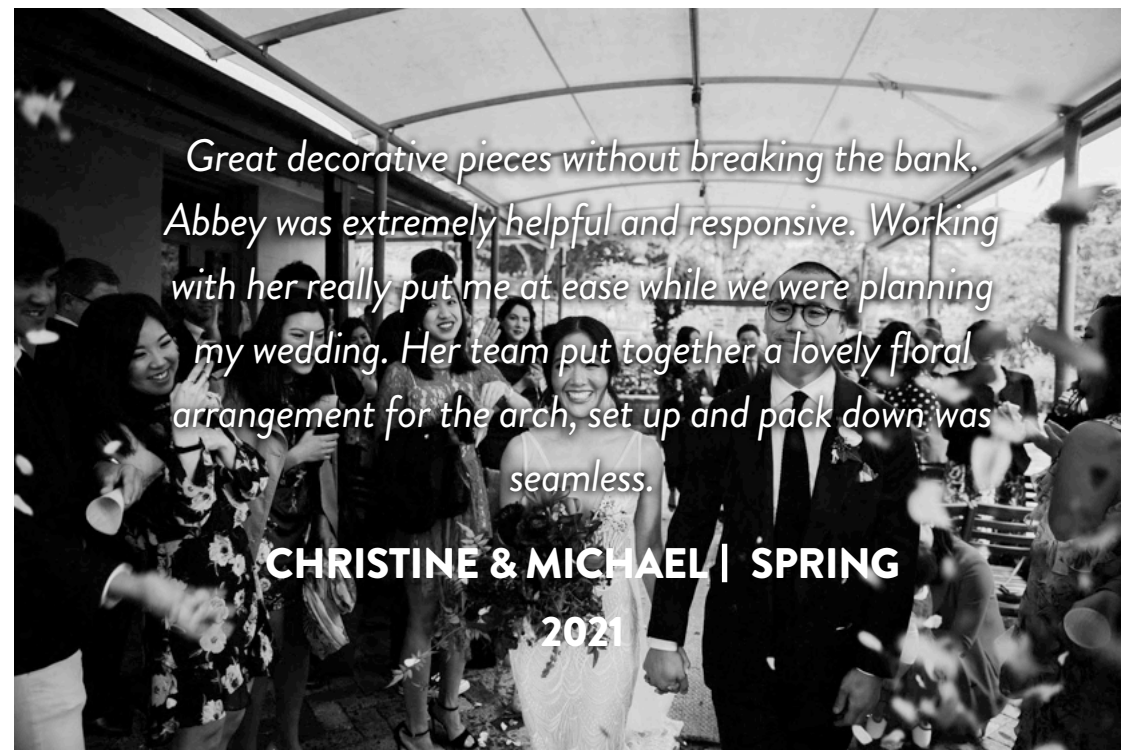 Great decorative pieces without breaking the bank.
Abbey was extremely helpful and responsive. Working
with her really put me at ease while we were planning
my wedding. Her team put together a lovely floral
arrangement for the arch, set up and pack down was
seamless.
CHRISTINE & MICHAEL | SPRING
2021